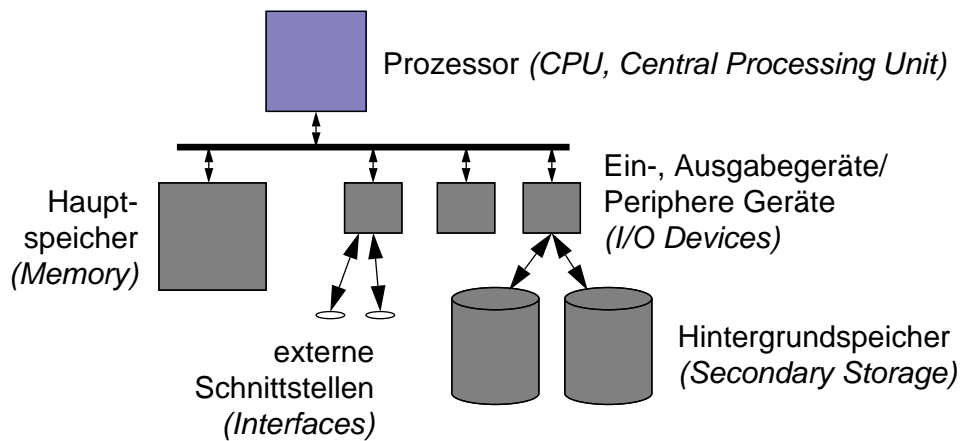 Prozessor (CPU, Central Processing Unit)
Ein-, Ausgabegeräte/
Periphere Geräte
(I/O Devices)
Haupt-
speicher
(Memory)
externe
Schnittstellen
(Interfaces)
Hintergrundspeicher
(Secondary Storage)